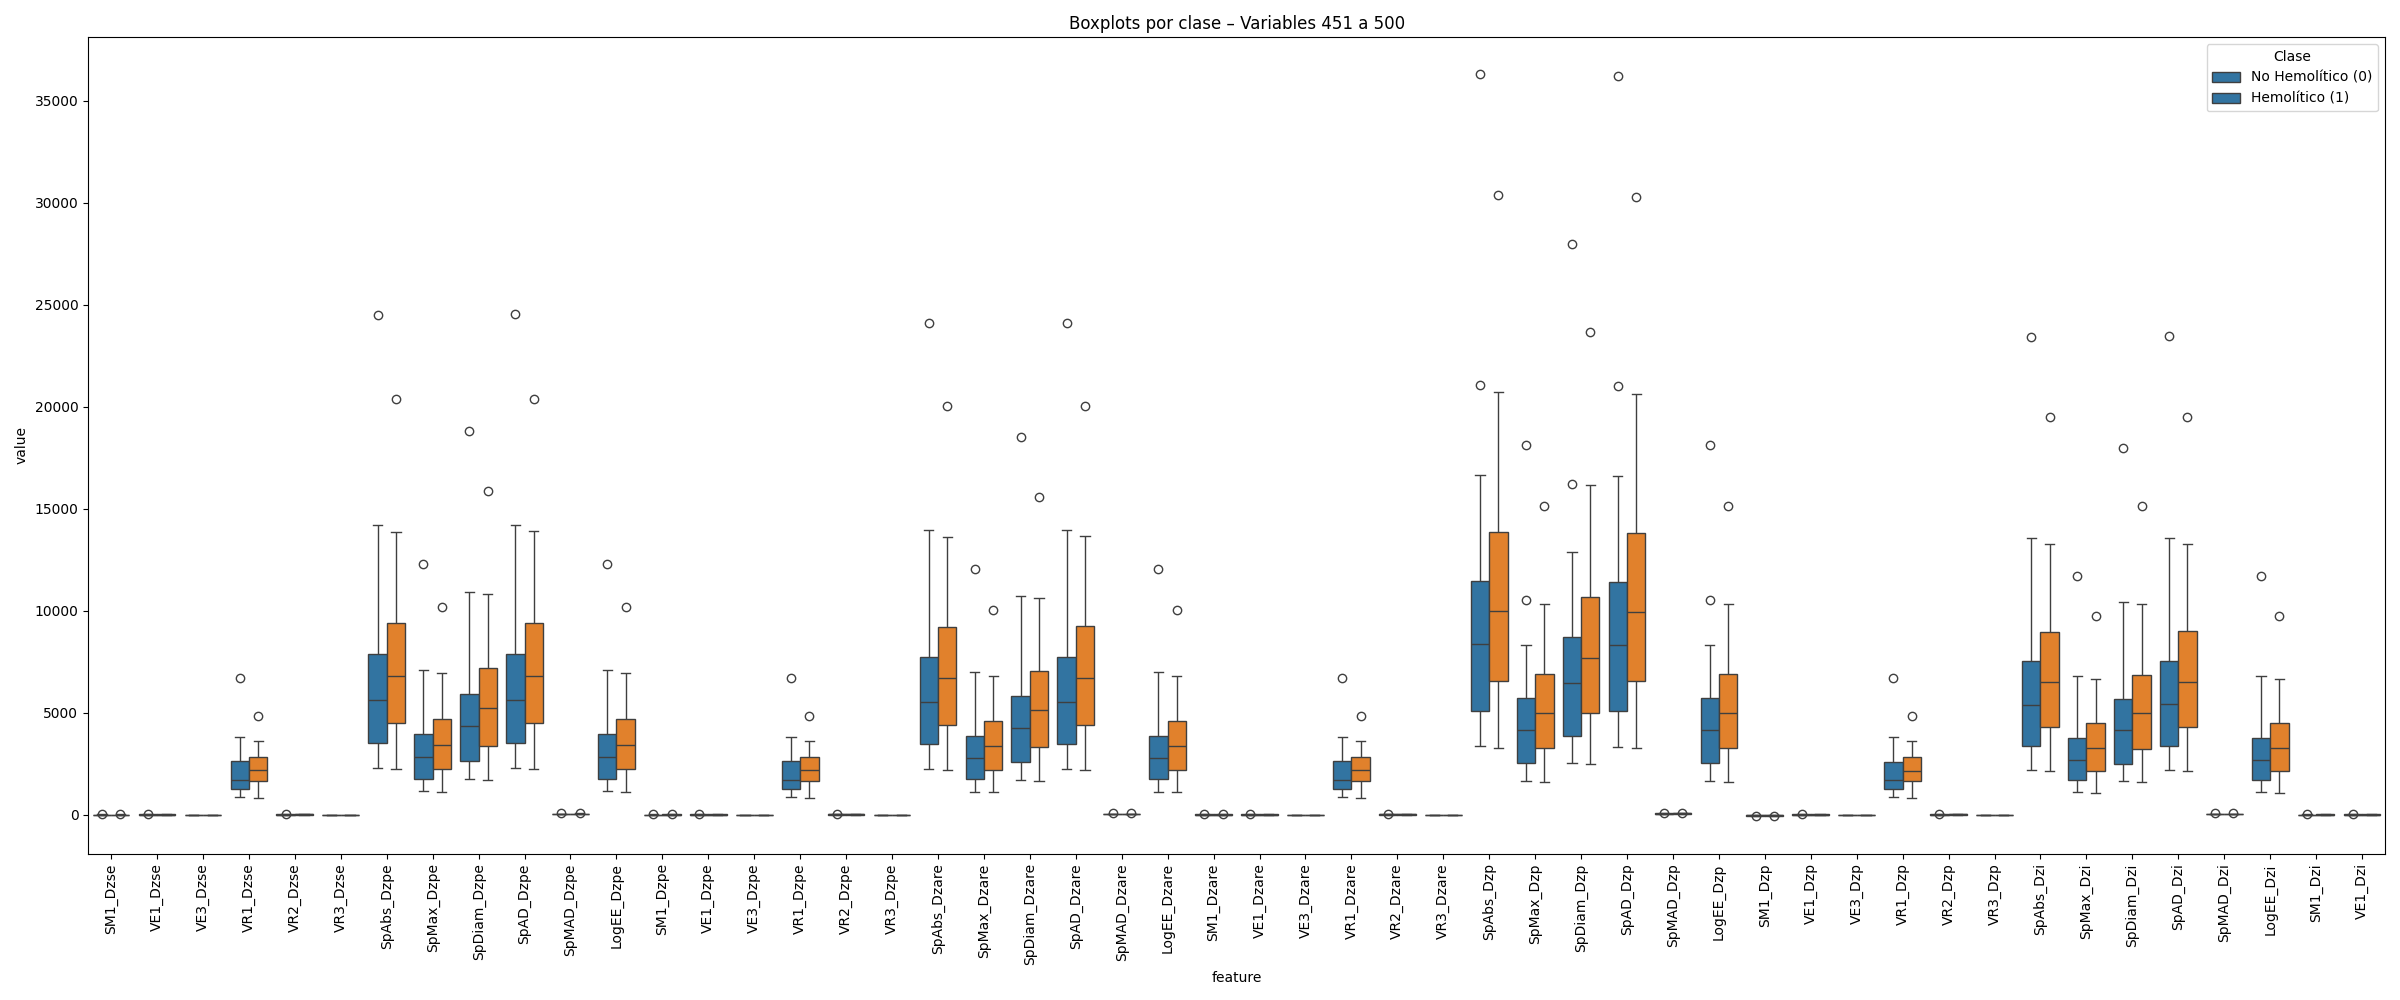 Boxplots por clase – Variables 451 a 500
Clase
No Hemolítico (0)
Hemolítico (1)
value
35000
30000
25000
20000
15000
10000
5000
0
SM1_Dzse
VE1_Dzse
VE3_Dzse
VR1_Dzse
VR2_Dzse
VR3_Dzse
SpAbs_Dzpe
SpMax_Dzpe
SpDiam_Dzpe
SpAD_Dzpe
SpMAD_Dzpe
LogEE_Dzpe
SM1_Dzpe
VE1_Dzpe
VE3_Dzpe
VR1_Dzpe
VR2_Dzpe
VR3_Dzpe
SpAbs_Dzare
SpMax_Dzare
SpDiam_Dzare
SpAD_Dzare
SpMAD_Dzare
LogEE_Dzare
SM1_Dzare
VE1_Dzare
VE3_Dzare
VR1_Dzare
VR2_Dzare
VR3_Dzare
SpAbs_Dzp
SpMax_Dzp
SpDiam_Dzp
SpAD_Dzp
SpMAD_Dzp
LogEE_Dzp
SM1_Dzp
VE1_Dzp
VE3_Dzp
VR1_Dzp
VR2_Dzp
VR3_Dzp
SpAbs_Dzi
SpMax_Dzi
SpDiam_Dzi
SpAD_Dzi
SpMAD_Dzi
LogEE_Dzi
SM1_Dzi
VE1_Dzi
feature